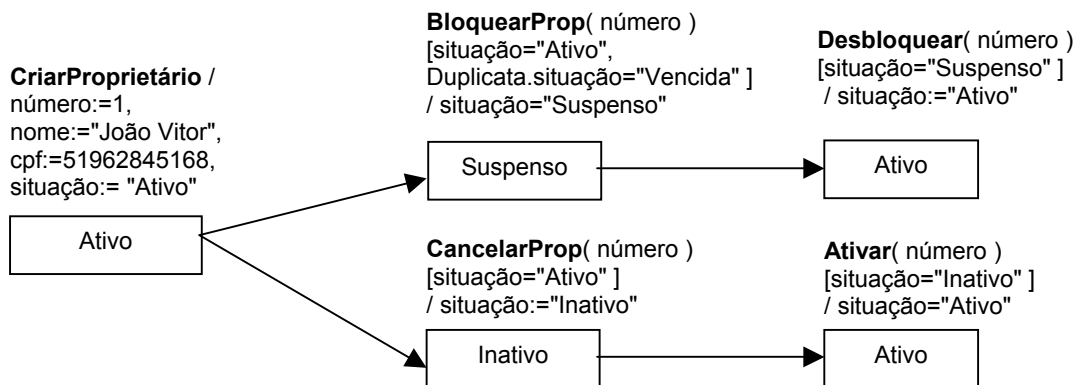 CriarProprietário /
número:=1,
nome:="João Vitor",
cpf:=51962845168,
situação:= "Ativo"
Ativo
BloquearProp( número )
[situação="Ativo",
Duplicata.situação="Vencida" ]
/ situação="Suspenso"
Suspenso
Desbloquear( número )
[situação="Suspenso" ]
/ situação:="Ativo"
Ativo
CancelarProp( número )
[situação="Ativo" ]
/ situação:="Inativo"
Inativo
Ativar( número )
[situação="Inativo" ]
/ situação="Ativo"
Ativo